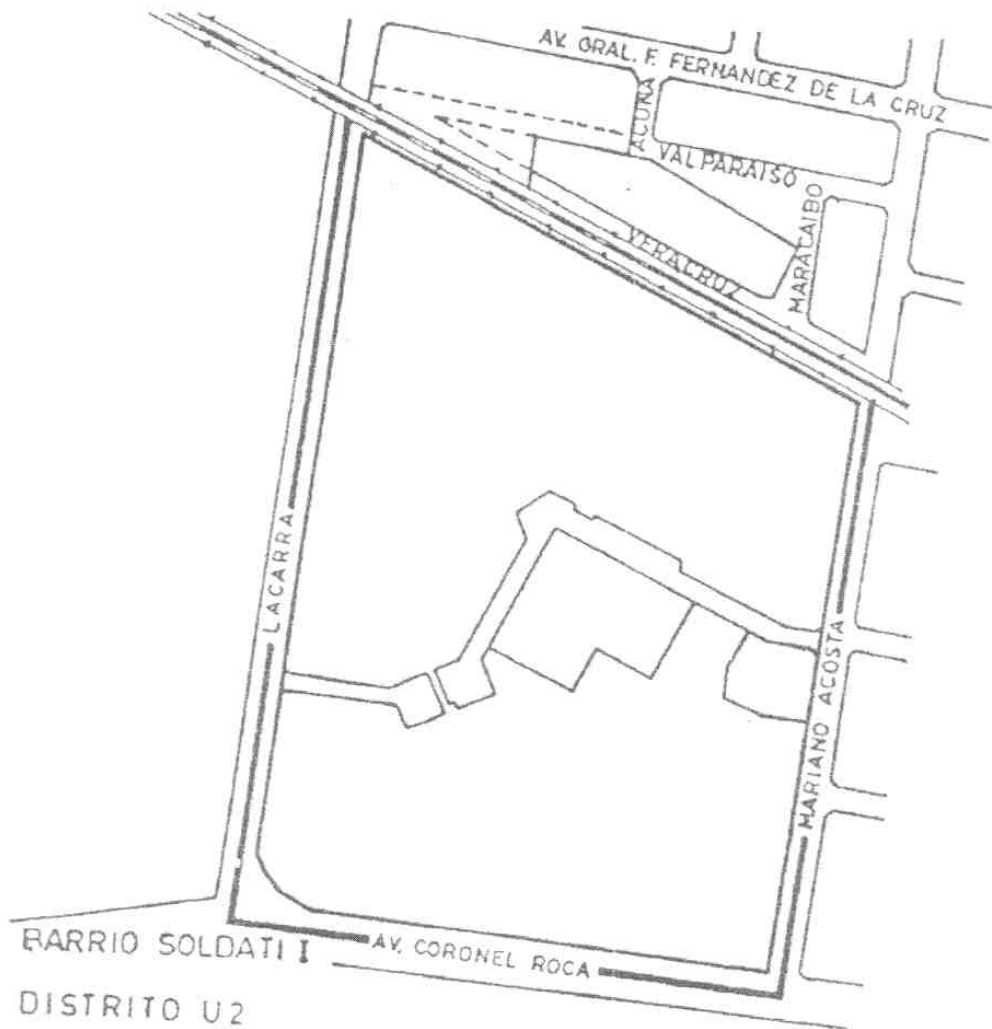 AV. GRAL. F. FERNANDEZ DE LA CRUZ
ACUÑA
VALPARAISO
MARACAIBO
VERACRUZ
LACARRA
MARIANO ACOSTA
AV. CORONEL ROCA
BARRIO SOLDATI I
DISTRITO U2